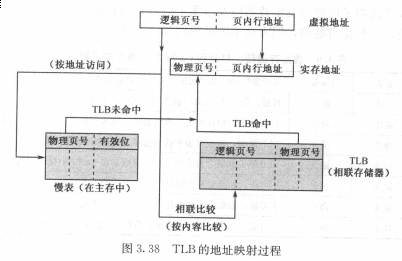 逻辑页号 页内行地址 虚拟地址
(按地址访问)
物理页号 页内行地址 实存地址
TLB未命中 TLB命中
物理页号 有效位
逻辑页号 物理页号
TLB
(相联存储器)
慢表(在主存中)
相联比较
(按内容比较)
图 3.38 TLB的地址映射过程